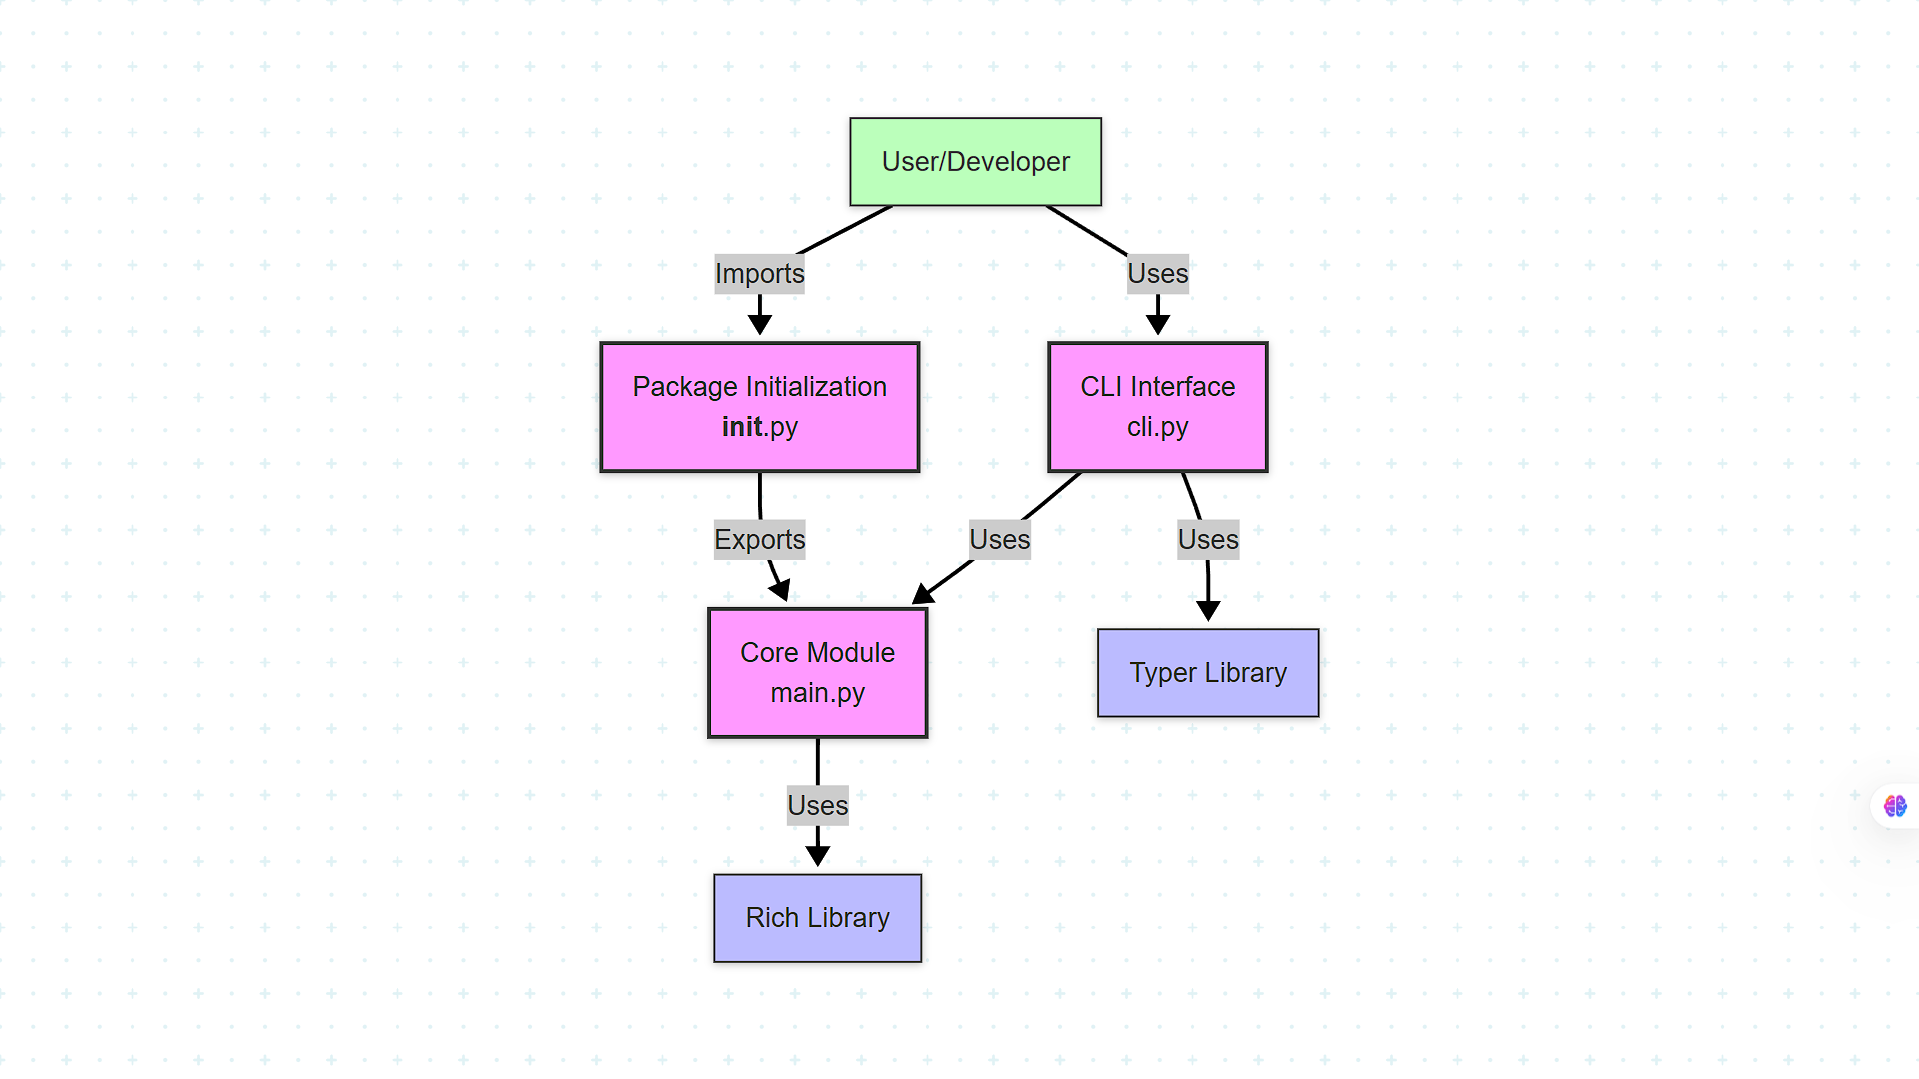 User/Developer
Imports
Uses
Package Initialization
init.py
CLI Interface
cli.py
Exports
Uses
Uses
Core Module
main.py
Typer Library
Uses
Rich Library